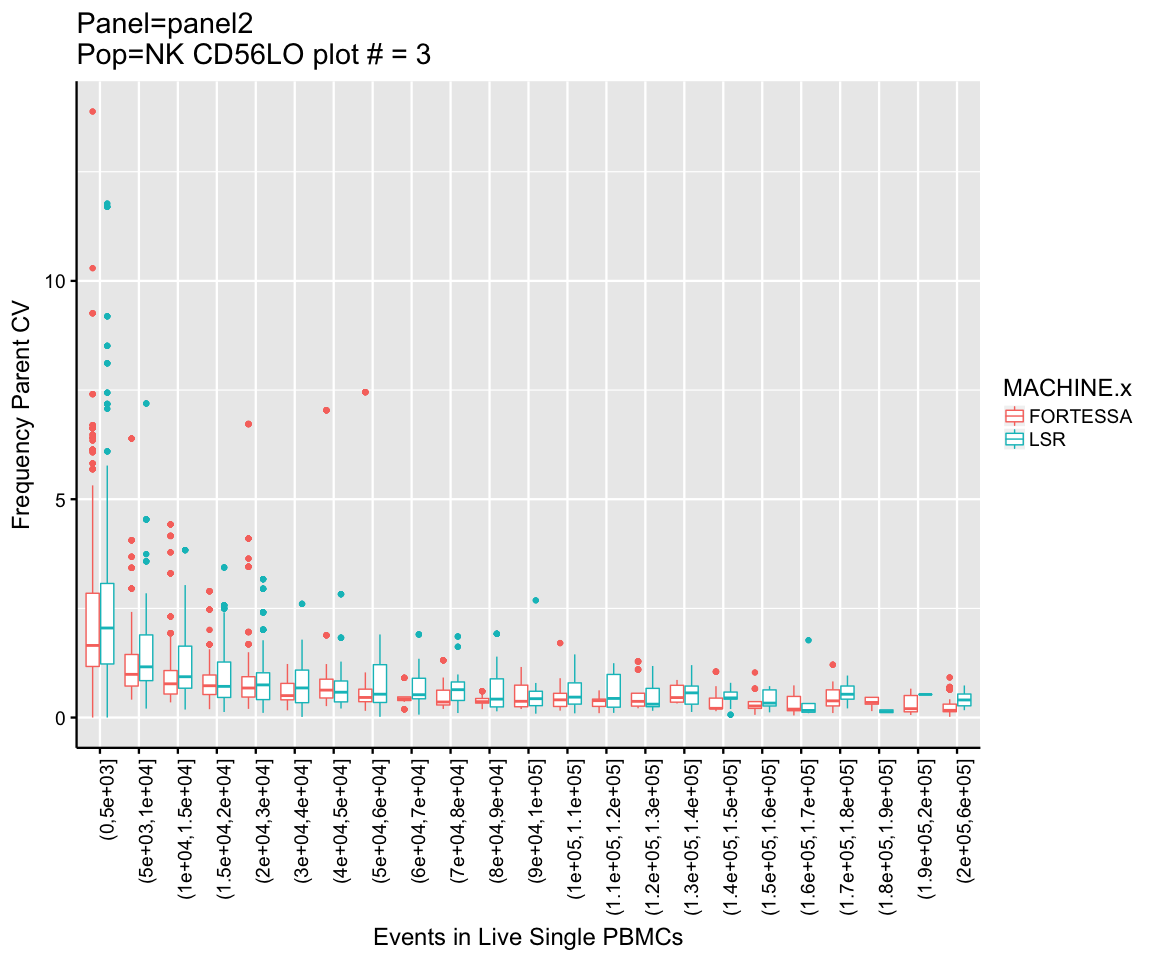 Panel=panel2
Pop=NK CD56LO plot # = 3
Frequency Parent CV
10
5
0
(0,5e+03]
(5e+03,1e+04]
(1e+04,1.5e+04]
(1.5e+04,2e+04]
(2e+04,3e+04]
(3e+04,4e+04]
(4e+04,5e+04]
(5e+04,6e+04]
(6e+04,7e+04]
(7e+04,8e+04]
(8e+04,9e+04]
(9e+04,1e+05]
(1e+05,1.1e+05]
(1.1e+05,1.2e+05]
(1.2e+05,1.3e+05]
(1.3e+05,1.4e+05]
(1.4e+05,1.5e+05]
(1.5e+05,1.6e+05]
(1.6e+05,1.7e+05]
(1.7e+05,1.8e+05]
(1.8e+05,1.9e+05]
(1.9e+05,2e+05]
(2e+05,6e+05]
Events in Live Single PBMCs
MACHINE.x
FORTESSA
LSR